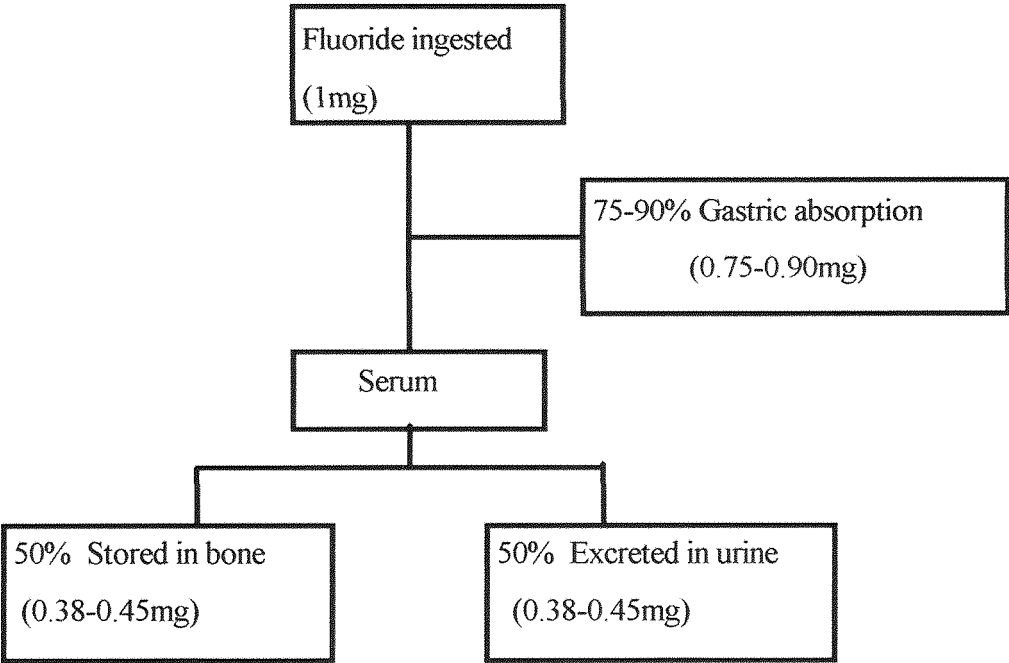 Fluoride ingested
(1mg)
75-90% Gastric absorption
(0.75-0.90mg)
Serum
50% Stored in bone
(0.38-0.45mg)
50% Excreted in urine
(0.38-0.45mg)